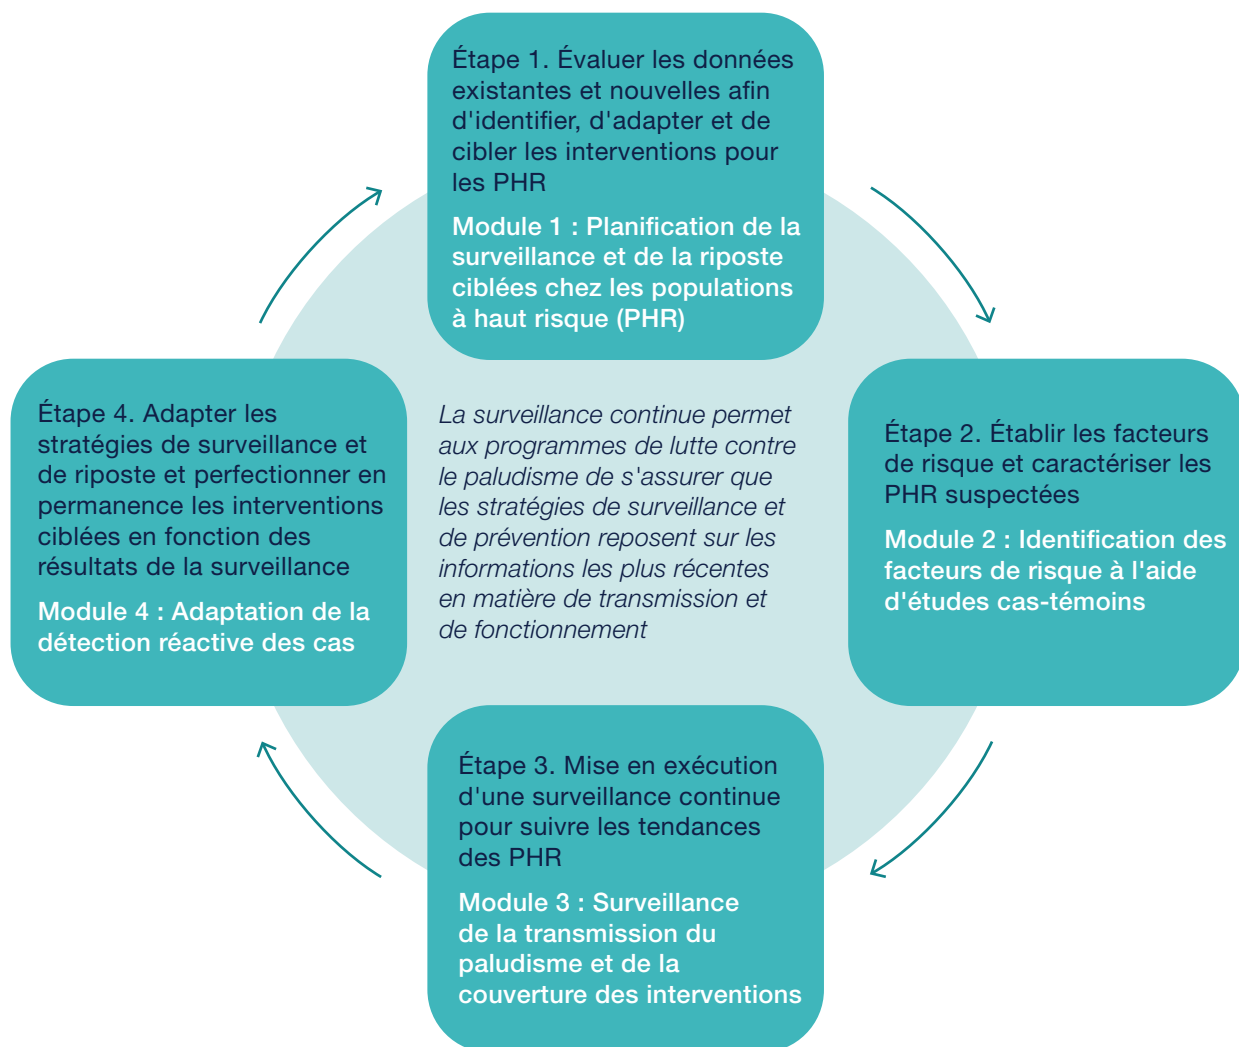 Étape 1. Évaluer les données
existantes et nouvelles afin
d'identifier, d'adapter et de
cibler les interventions pour
les PHR
Module 1 : Planification de la
surveillance et de la riposte
ciblées chez les populations
à haut risque (PHR)
Étape 2. Établir les facteurs
de risque et caractériser les
PHR suspectées
Module 2 : Identification des
facteurs de risque à l'aide
d'études cas-témoins
Étape 3. Mise en exécution
d'une surveillance continue
pour suivre les tendances
des PHR
Module 3 : Surveillance
de la transmission du
paludisme et de la
couverture des interventions
Étape 4. Adapter les
stratégies de surveillance et
de riposte et perfectionner en
permanence les interventions
ciblées en fonction des
résultats de la surveillance
Module 4 : Adaptation de la
détection réactive des cas
La surveillance continue permet
aux programmes de lutte contre
le paludisme de s'assurer que
les stratégies de surveillance et
de prévention reposent sur les
informations les plus récentes
en matière de transmission et
de fonctionnement